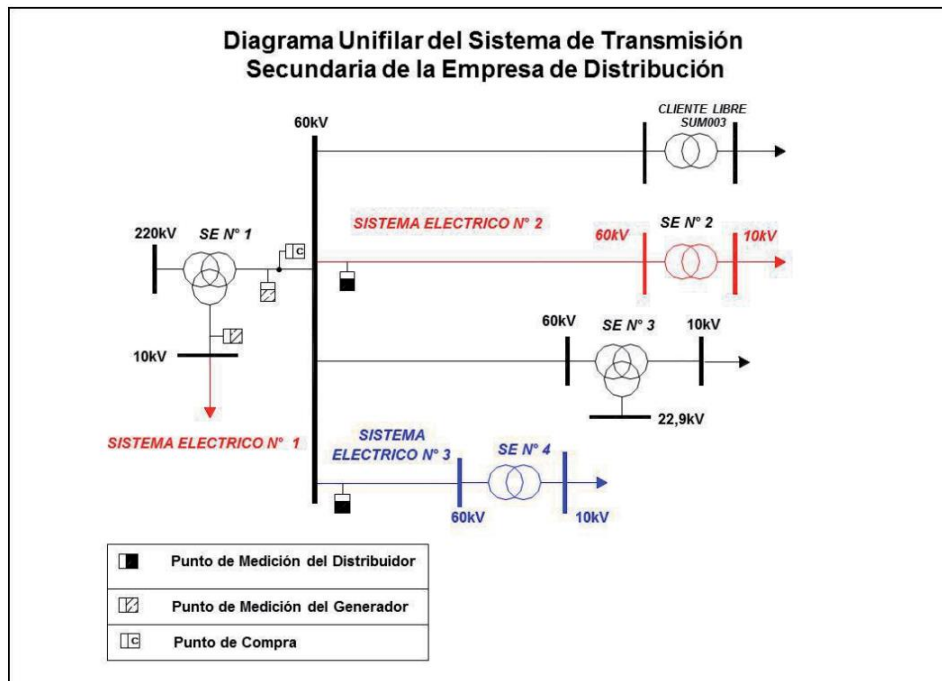 Diagrama Unifilar del Sistema de Transmisión
Secundaria de la Empresa de Distribución
60kV
CLIENTE LIBRE
SUM003
SISTEMA ELECTRICO N° 2
60kV
SE N° 2
10kV
220kV
SE N° 1
C
60kV
SE N° 3
10kV
10kV
22,9kV
SISTEMA ELECTRICO N° 1
SISTEMA
ELECTRICO N° 3
SE N° 4
60kV
10kV
Punto de Medición del Distribuidor
Punto de Medición del Generador
C
Punto de Compra